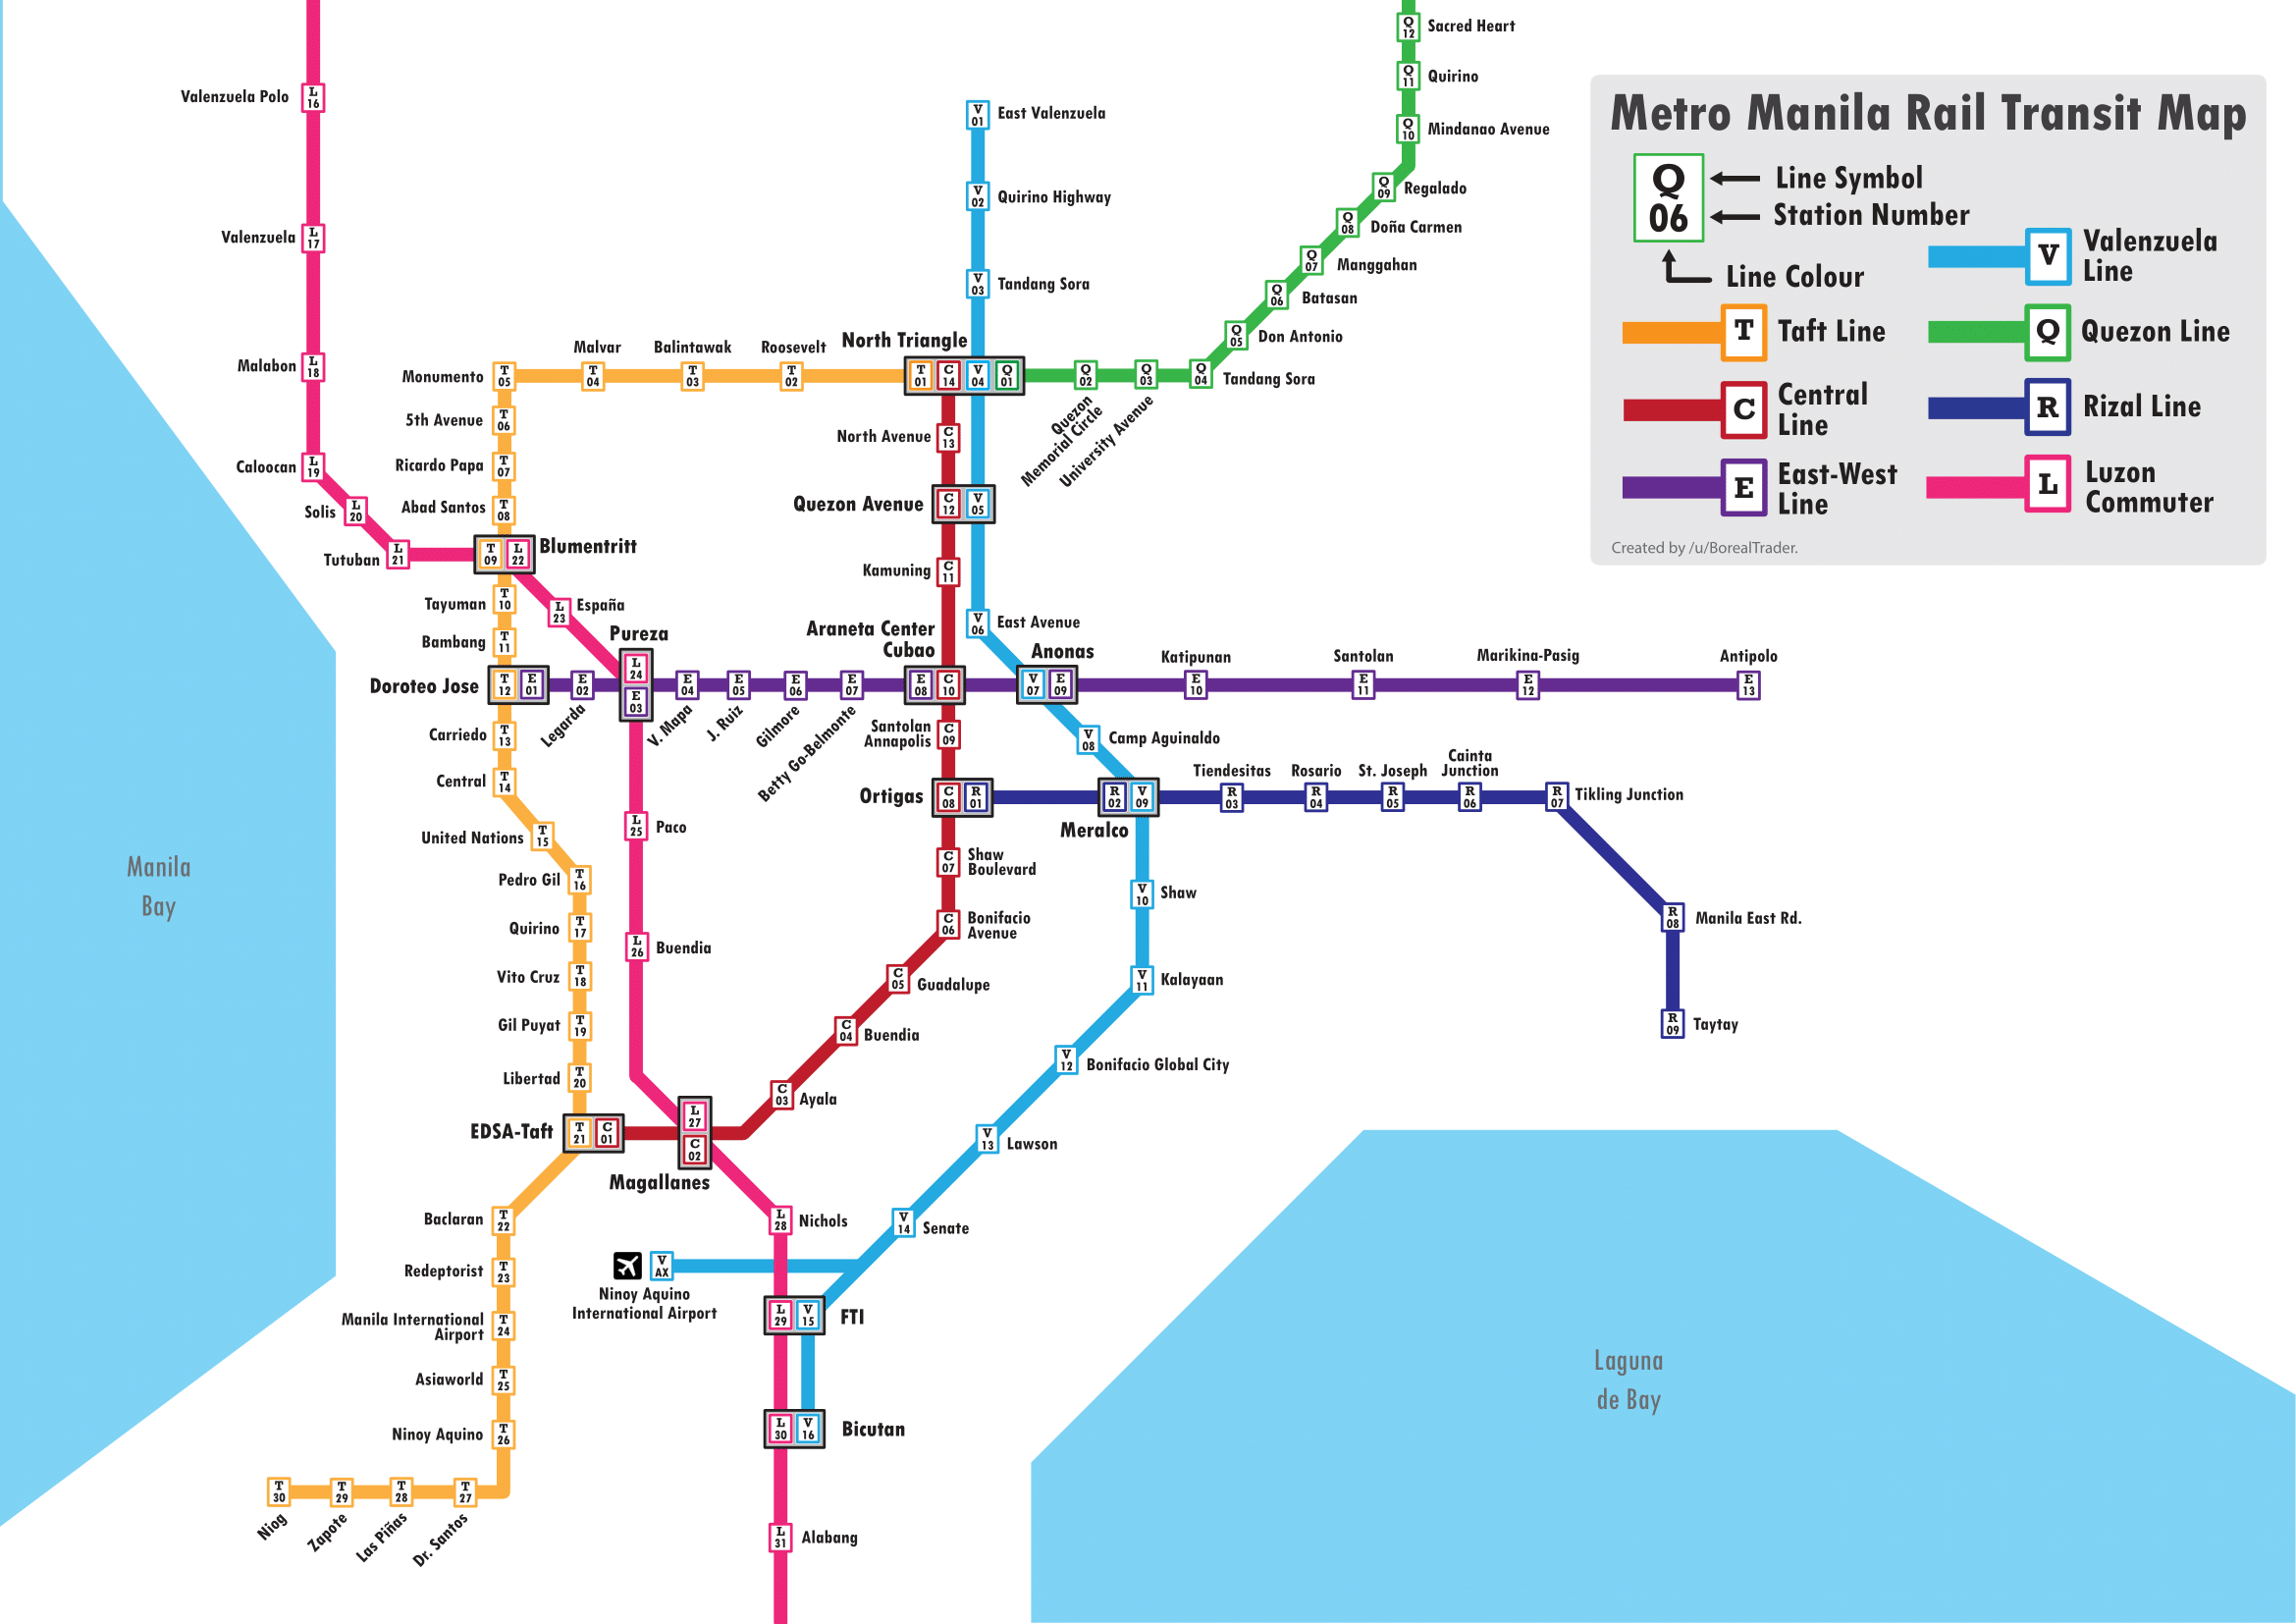 Metro Manila Rail Transit Map
Q
06
Line Symbol
Station Number
Line Colour
V
Valenzuela
Line
T
Taft Line
Q
Quezon Line
C
Central
Line
R
Rizal Line
E
East-West
Line
L
Luzon
Commuter
Created by /u/BorealTrader.
L 16
Valenzuela Polo
L 17
Valenzuela
L 18
Malabon
L 19
Caloocan
L 20
Solis
L 21
Tutuban
T 09
L 22
Blumentritt
L 23
España
Pureza
L 24
E 03
L 25
Paco
L 26
Buendia
L 27
C 02
Magallanes
L 28
Nichols
L 29
V 15
FTI
L 30
V 16
Bicutan
L 31
Alabang
North Triangle
T 01
C 14
V 04
Q 01
Roosevelt
T 02
Balintawak
T 03
Malvar
T 04
Monumento
T 05
5th Avenue
T 06
Ricardo Papa
T 07
Abad Santos
T 08
Tayuman
T 10
Bambang
T 11
Doroteo Jose
T 12
E 01
Carriedo
T 13
Central
T 14
United Nations
T 15
Pedro Gil
T 16
Quirino
T 17
Vito Cruz
T 18
Gil Puyat
T 19
Libertad
T 20
EDSA-Taft
T 21
C 01
Baclaran
T 22
Redeptorist
T 23
Manila International
Airport
T 24
Asiaworld
T 25
Ninoy Aquino
T 26
T 27
Dr. Santos
T 28
Las Piñas
T 29
Zapote
T 30
Niog
V 01
East Valenzuela
V 02
Quirino Highway
V 03
Tandang Sora
Quezon Avenue
C 12
V 05
V 06
East Avenue
Anonas
V 07
E 09
V 08
Camp Aguinaldo
R 02
V 09
Meralco
V 10
Shaw
V 11
Kalayaan
V 12
Bonifacio Global City
V 13
Lawson
V 14
Senate
V AX
Ninoy Aquino
International Airport
Q 12
Sacred Heart
Q 11
Quirino
Q 10
Mindanao Avenue
Q 09
Regalado
Q 08
Doña Carmen
Q 07
Manggahan
Q 06
Batasan
Q 05
Don Antonio
Q 04
Tandang Sora
Q 03
University Avenue
Q 02
Quezon
Memorial Circle
North Avenue
C 13
Kamuning
C 11
Araneta Center
Cubao
E 08
C 10
Santolan
Annapolis
C 09
Ortigas
C 08
R 01
C 07
Shaw
Boulevard
C 06
Bonifacio
Avenue
C 05
Guadalupe
C 04
Buendia
C 03
Ayala
E 02
Legarda
E 04
V. Mapa
E 05
J. Ruiz
E 06
Gilmore
E 07
Betty Go-Belmonte
Katipunan
E 10
Santolan
E 11
Marikina-Pasig
E 12
Antipolo
E 13
Tiendesitas
R 03
Rosario
R 04
St. Joseph
R 05
Cainta
Junction
R 06
R 07
Tikling Junction
R 08
Manila East Rd.
R 09
Taytay
Manila
Bay
Laguna
de Bay